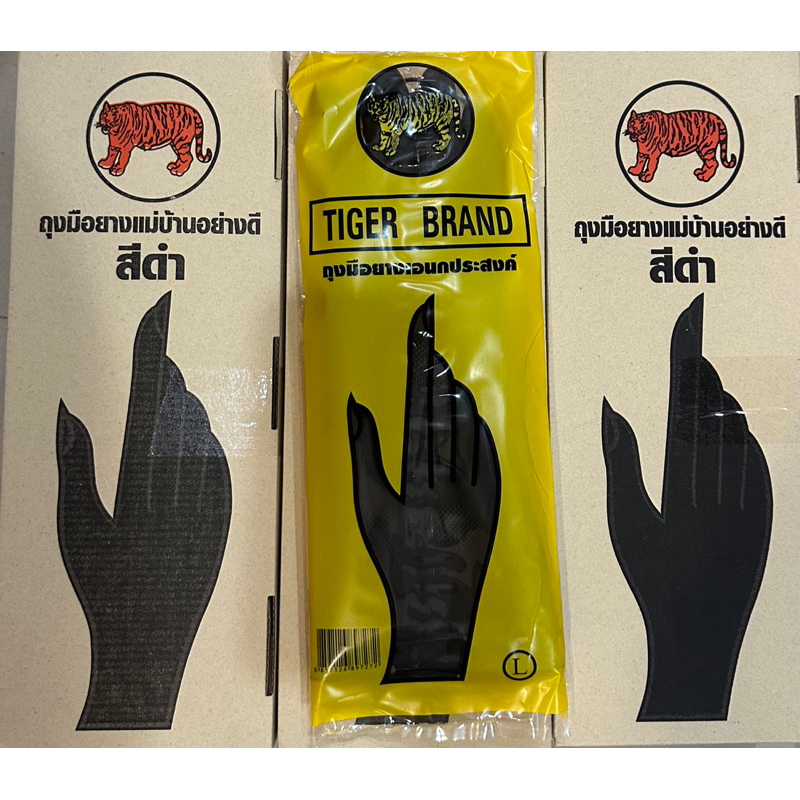 ถุงมือยางแม่บ้านอย่างดี
สีดำ
TIGER BRAND
ถุงมือยางเอนกประสงค์
L
ถุงมือยางแม่บ้านอย่างดี
สีดำ